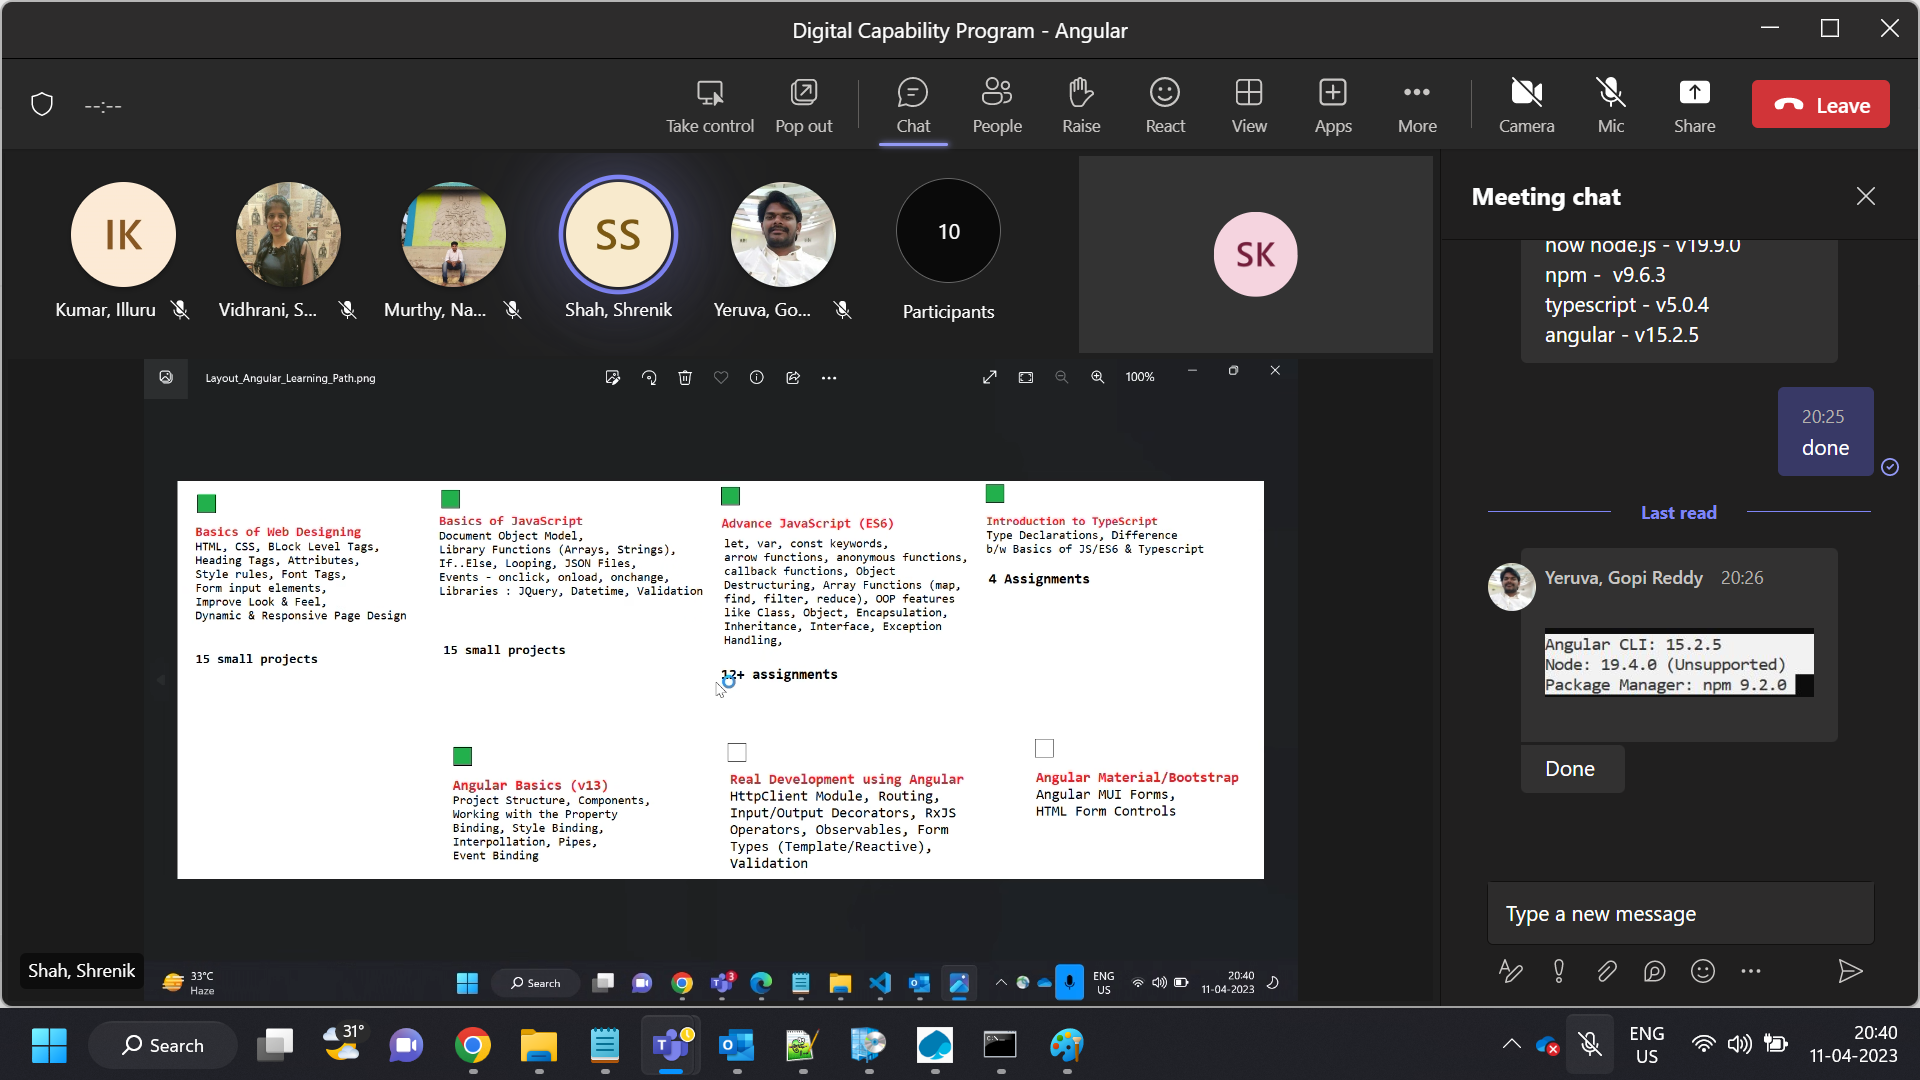 Digital Capability Program - Angular
--:--
Take control
Pop out
Chat
People
Raise
React
View
Apps
More
Camera
Mic
Share
Leave
IK
SS
10
SK
Kumar, Illuru
Vidhrani, S...
Murthy, Na...
Shah, Shrenik
Yeruva, Go...
Participants
Layout_Angular_Learning_Path.png
100%
Basics of Web Designing
HTML, CSS, BLock Level Tags,
Heading Tags, Attributes,
Style rules, Font Tags,
Form input elements,
Improve Look & Feel,
Dynamic & Responsive Page Design
15 small projects
Basics of JavaScript
Document Object Model,
Library Functions (Arrays, Strings),
If..Else, Looping, JSON Files,
Events - onclick, onload, onchange,
Libraries : JQuery, Datetime, Validation
15 small projects
Advance JavaScript (ES6)
let, var, const keywords,
arrow functions, anonymous functions,
callback functions, Object
Destructuring, Array Functions (map,
find, filter, reduce), OOP features
like Class, Object, Encapsulation,
Inheritance, Interface, Exception
Handling,
12+ assignments
Introduction to TypeScript
Type Declarations, Difference
b/w Basics of JS/ES6 & Typescript
4 Assignments
Angular Basics (v13)
Project Structure, Components,
Working with the Property
Binding, Style Binding,
Interpollation, Pipes,
Event Binding
Real Development using Angular
HttpClient Module, Routing,
Input/Output Decorators, RxJS
Operators, Observables, Form
Types (Template/Reactive),
Validation
Angular Material/Bootstrap
Angular MUI Forms,
HTML Form Controls
Shah, Shrenik
33°C
Haze
Search
3
ENG
US
20:40
11-04-2023
Meeting chat
now node.js - v19.9.0
npm - v9.6.3
typescript - v5.0.4
angular - v15.2.5
20:25
done
Last read
Yeruva, Gopi Reddy 20:26
Angular CLI: 15.2.5
Node: 19.4.0 (Unsupported)
Package Manager: npm 9.2.0
Done
Type a new message
Search
31°
ENG
US
20:40
11-04-2023